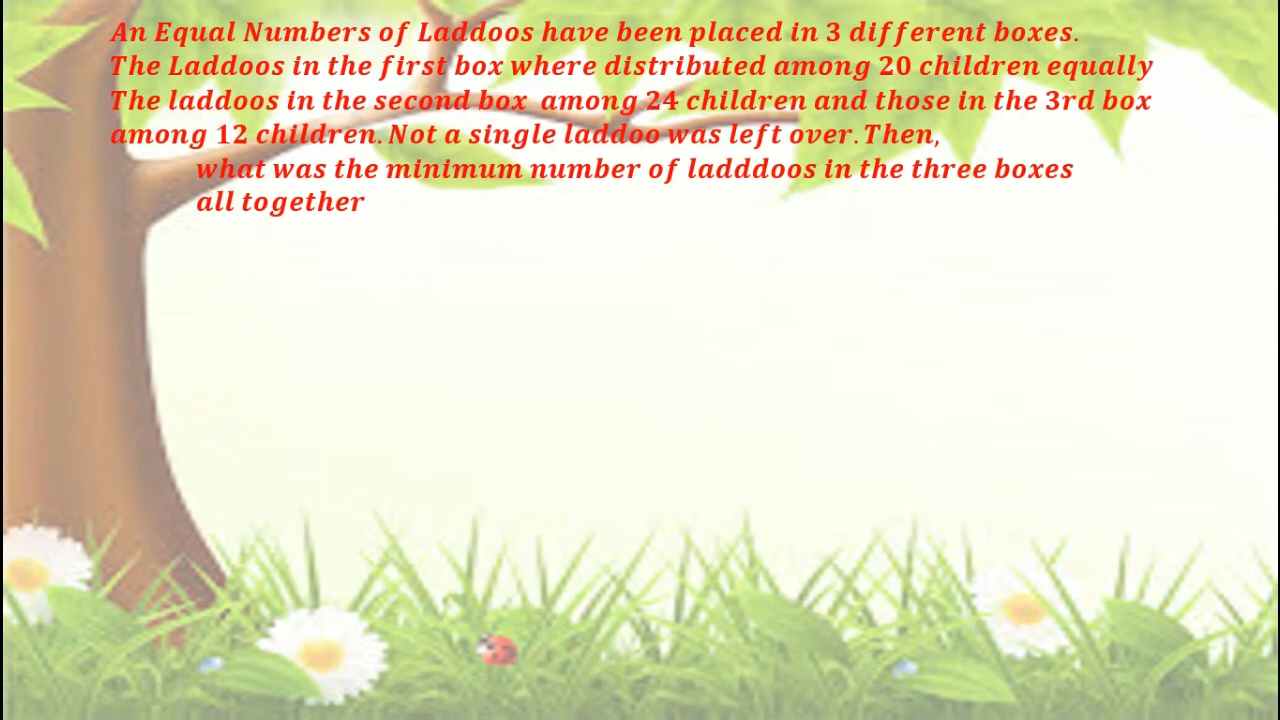 An Equal Numbers of Laddoos have been placed in 3 different boxes.
The Laddoos in the first box where distributed among 20 children equally
The laddoos in the second box among 24 children and those in the 3rd box
among 12 children. Not a single laddoo was left over. Then,
what was the minimum number of ladddoos in the three boxes
all together